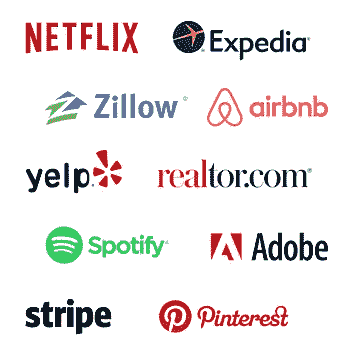 NETFLIX Expedia®
Zillow® airbnb
yelp realtor.com®
Spotify® Adobe
stripe Pinterest